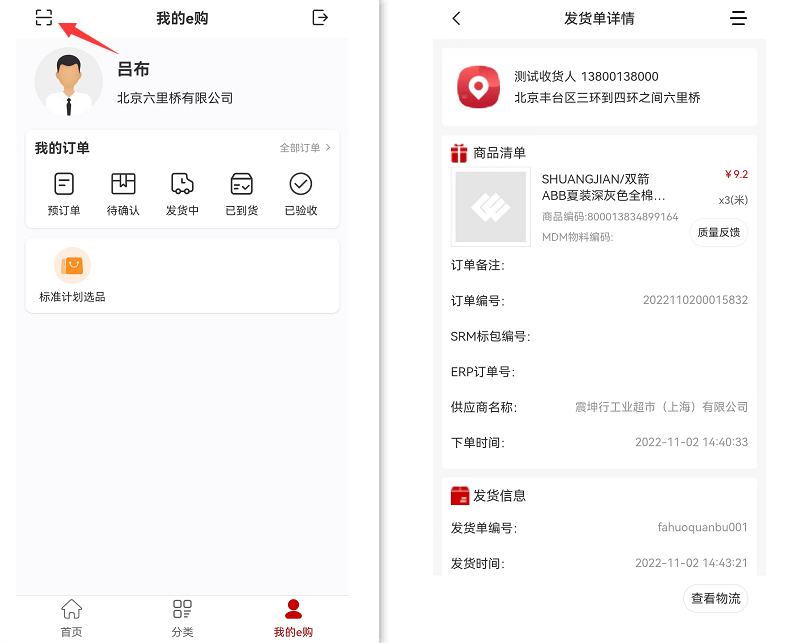 我的e购
吕布
北京六里桥有限公司
我的订单
全部订单
预订单 待确认 发货中 已到货 已验收
标准计划选品
首页 分类 我的e购
发货单详情
测试收货人 13800138000
北京丰台区三环到四环之间六里桥
商品清单
SHUANGJIAN/双箭 ¥9.2
ABB夏装深灰色全棉... x3(米)
商品编码:800013834899164
MDM物料编码:
质量反馈
订单备注:
订单编号: 2022110200015832
SRM标包编号:
ERP订单号:
供应商名称: 震坤行工业超市（上海）有限公司
下单时间: 2022-11-02 14:40:33
发货信息
发货单编号: fahuoquanbu001
发货时间: 2022-11-02 14:43:21
查看物流